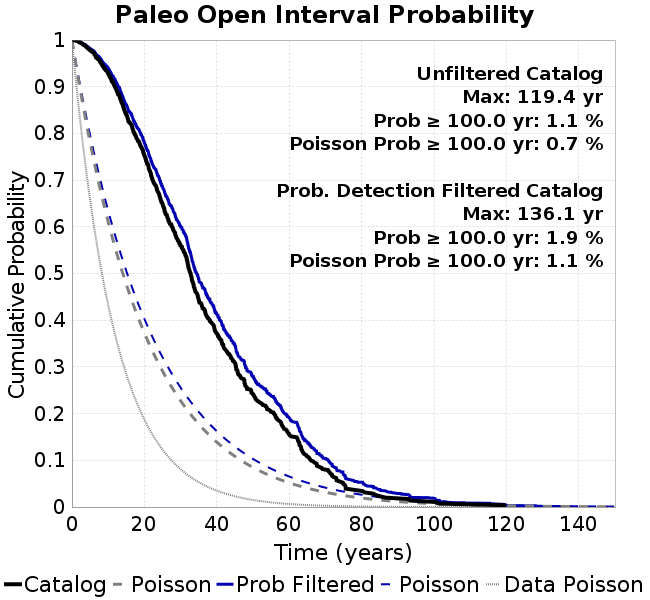 Paleo Open Interval Probability
Cumulative Probability
1
0.9
0.8
0.7
0.6
0.5
0.4
0.3
0.2
0.1
0
Unfiltered Catalog
Max: 119.4 yr
Prob ≥ 100.0 yr: 1.1 %
Poisson Prob ≥ 100.0 yr: 0.7 %
Prob. Detection Filtered Catalog
Max: 136.1 yr
Prob ≥ 100.0 yr: 1.9 %
Poisson Prob ≥ 100.0 yr: 1.1 %
0 20 40 60 80 100 120 140
Time (years)
Catalog Poisson Prob Filtered Poisson Data Poisson